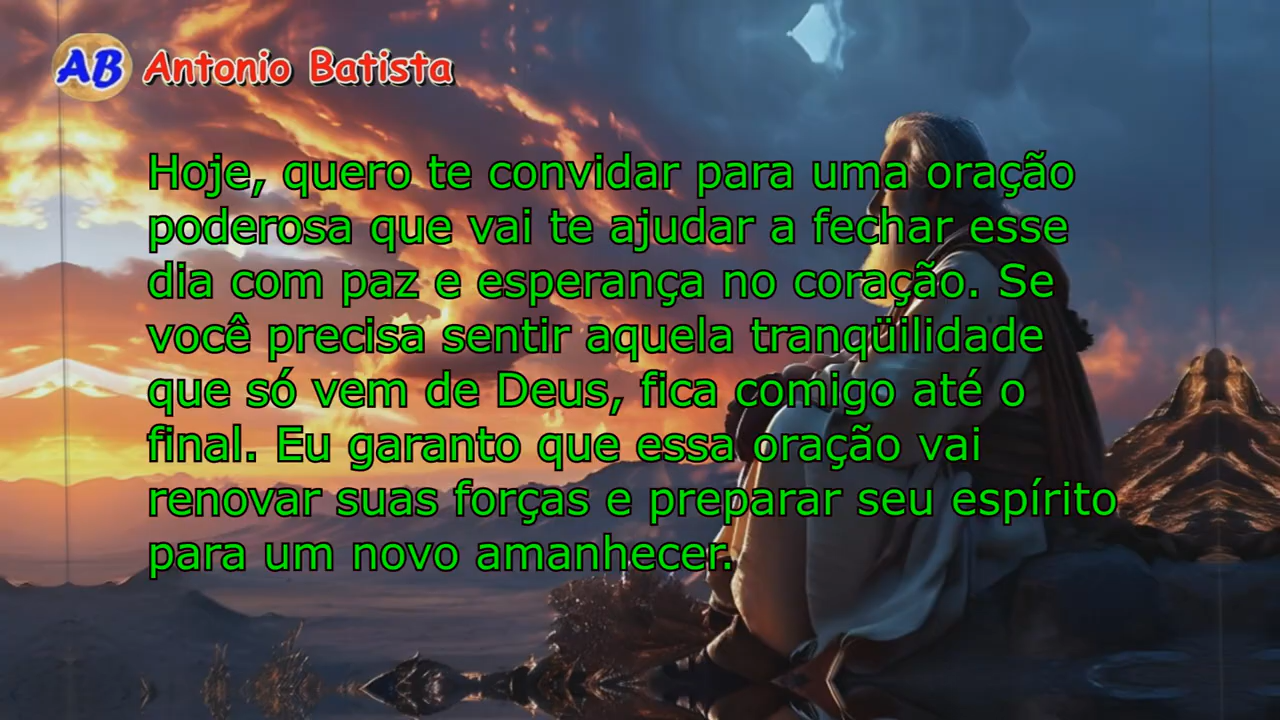 AB Antonio Batista
Hoje, quero te convidar para uma oração
poderosa que vai te ajudar a fechar esse
dia com paz e esperança no coração. Se
você precisa sentir aquela tranqüilidade
que só vem de Deus, fica comigo até o
final. Eu garanto que essa oração vai
renovar suas forças e preparar seu espírito
para um novo amanhecer.